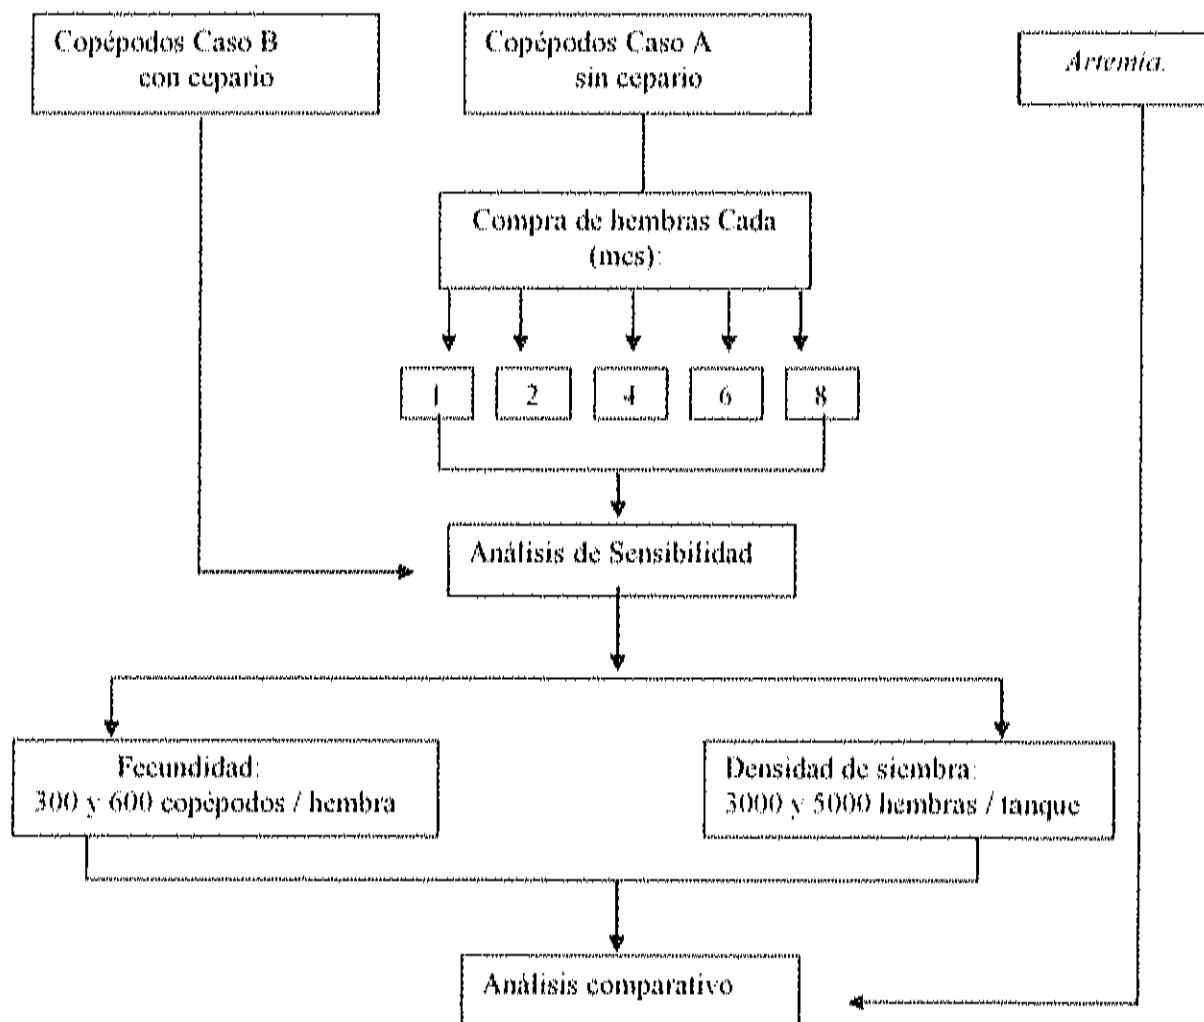 Copépodos Caso B
con cepario
Copépodos Caso A
sin cepario
Artemia.
Compra de hembras Cada
(mes):
1
2
4
6
8
Análisis de Sensibilidad
Fecundidad:
300 y 600 copépodos / hembra
Densidad de siembra:
3000 y 5000 hembras / tanque
Análisis comparativo